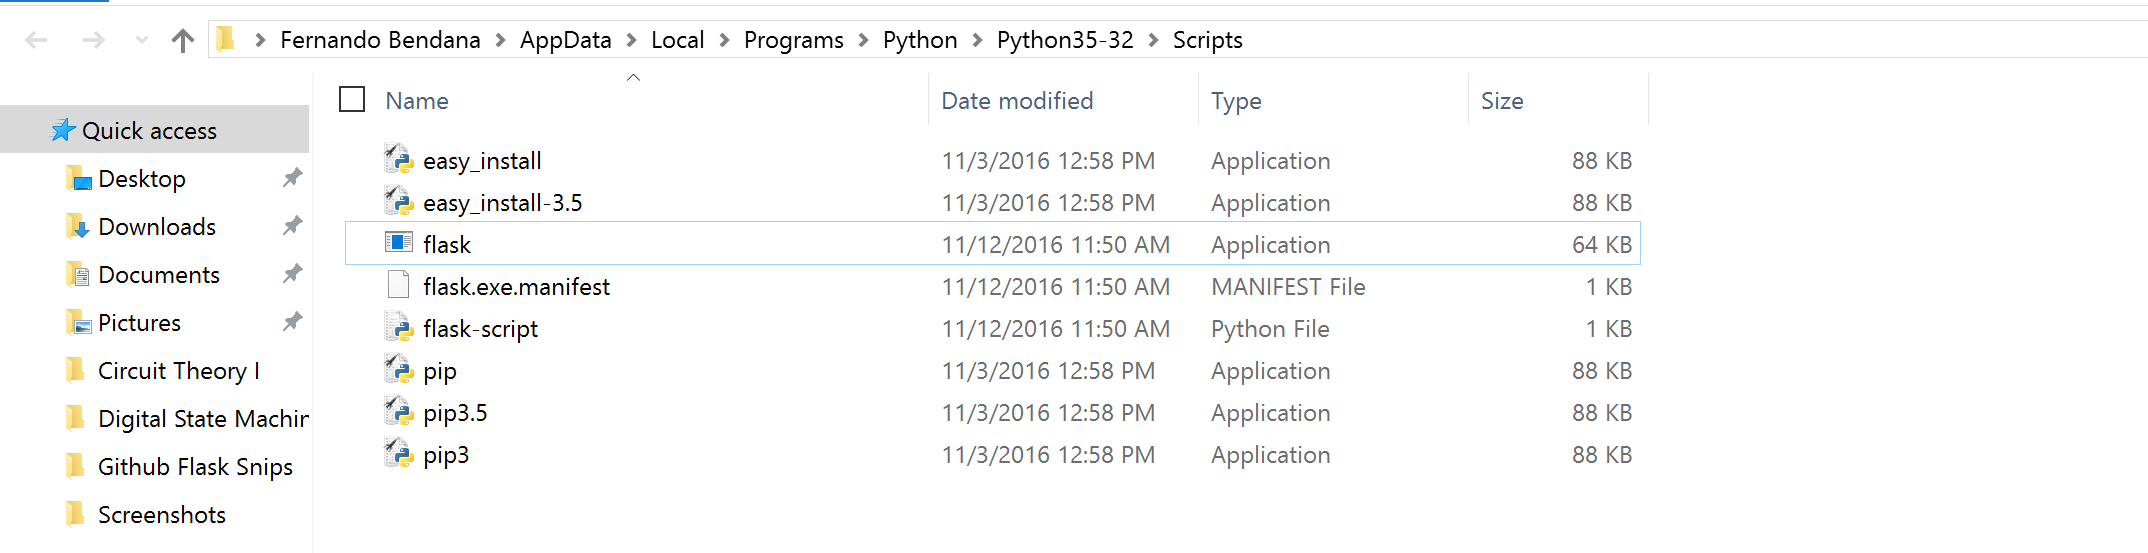 Fernando Bendana > AppData > Local > Programs > Python > Python35-32 > Scripts
Name Date modified Type Size
Quick access
Desktop
Downloads
Documents
Pictures
Circuit Theory I
Digital State Machin
Github Flask Snips
Screenshots
easy_install 11/3/2016 12:58 PM Application 88 KB
easy_install-3.5 11/3/2016 12:58 PM Application 88 KB
flask 11/12/2016 11:50 AM Application 64 KB
flask.exe.manifest 11/12/2016 11:50 AM MANIFEST File 1 KB
flask-script 11/12/2016 11:50 AM Python File 1 KB
pip 11/3/2016 12:58 PM Application 88 KB
pip3.5 11/3/2016 12:58 PM Application 88 KB
pip3 11/3/2016 12:58 PM Application 88 KB